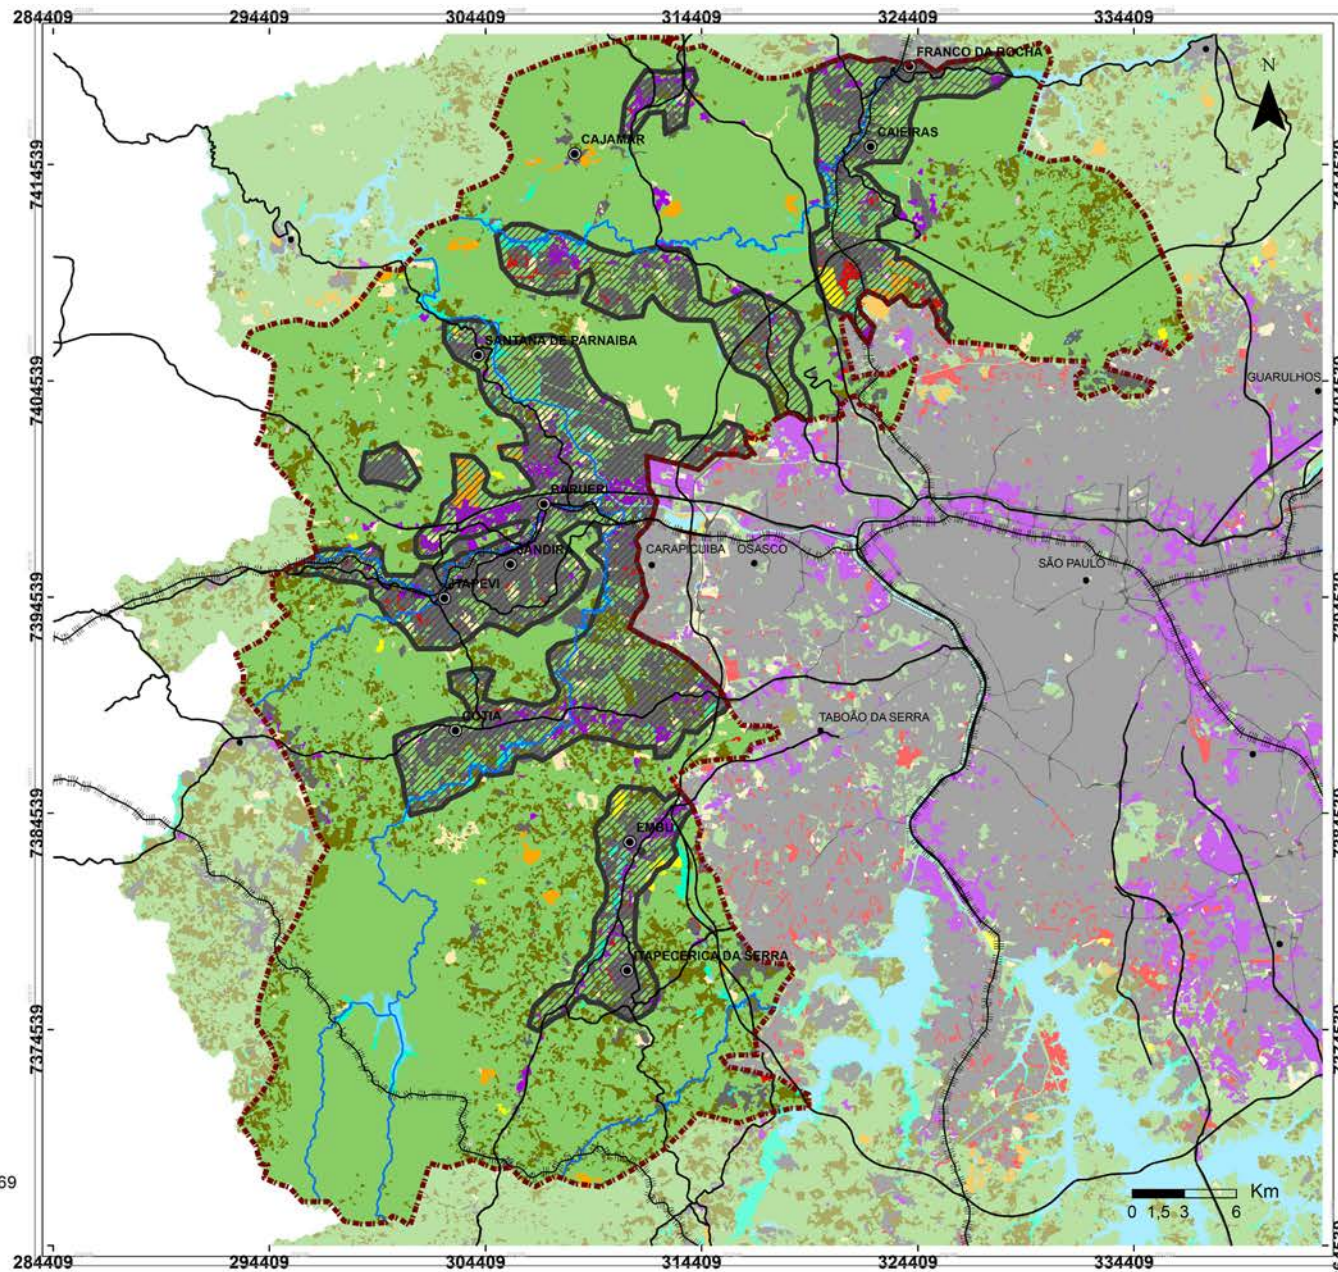 284409 294409 304409 314409 324409 334409
FRANCO DA ROCHA
N
CAJAMAR
CAIEIRAS
7414539
SANTANA DE PARNAIBA
7404539
GUARULHOS
BARUERI
JANDIRA
CARAPICUIBA OSASCO
SÃO PAULO
ITAPEVI
7394539
COTIA
TABOÃO DA SERRA
7384539
EMBU
ITAPECERICA DA SERRA
7374539
69
Km
0 1,5 3 6
284409 294409 304409 314409 324409 334409